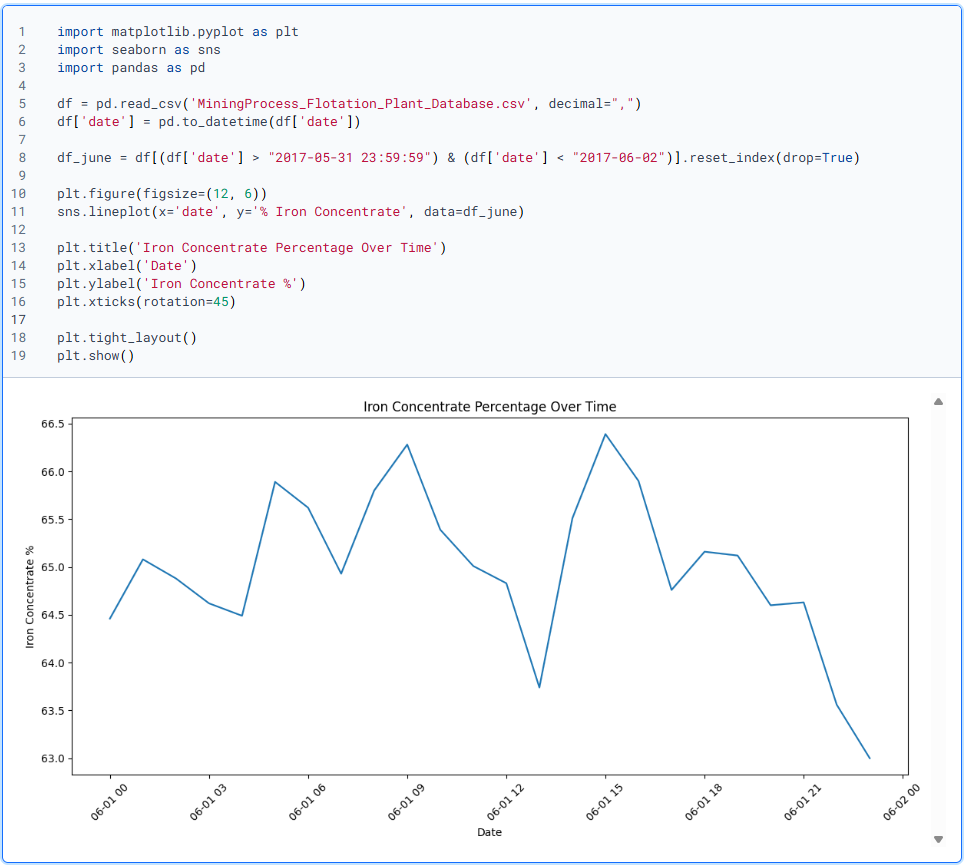 1 import matplotlib.pyplot as plt
2 import seaborn as sns
3 import pandas as pd
4
5 df = pd.read_csv('MiningProcess_Flotation_Plant_Database.csv', decimal=",")
6 df['date'] = pd.to_datetime(df['date'])
7
8 df_june = df[(df['date'] > "2017-05-31 23:59:59") & (df['date'] < "2017-06-02")].reset_index(drop=True)
9
10 plt.figure(figsize=(12, 6))
11 sns.lineplot(x='date', y='% Iron Concentrate', data=df_june)
12
13 plt.title('Iron Concentrate Percentage Over Time')
14 plt.xlabel('Date')
15 plt.ylabel('Iron Concentrate %')
16 plt.xticks(rotation=45)
17
18 plt.tight_layout()
19 plt.show()
Iron Concentrate Percentage Over Time
Iron Concentrate %
66.5
66.0
65.5
65.0
64.5
64.0
63.5
63.0
06-01 00
06-01 03
06-01 06
06-01 09
06-01 12
06-01 15
06-01 18
06-01 21
06-02 00
Date